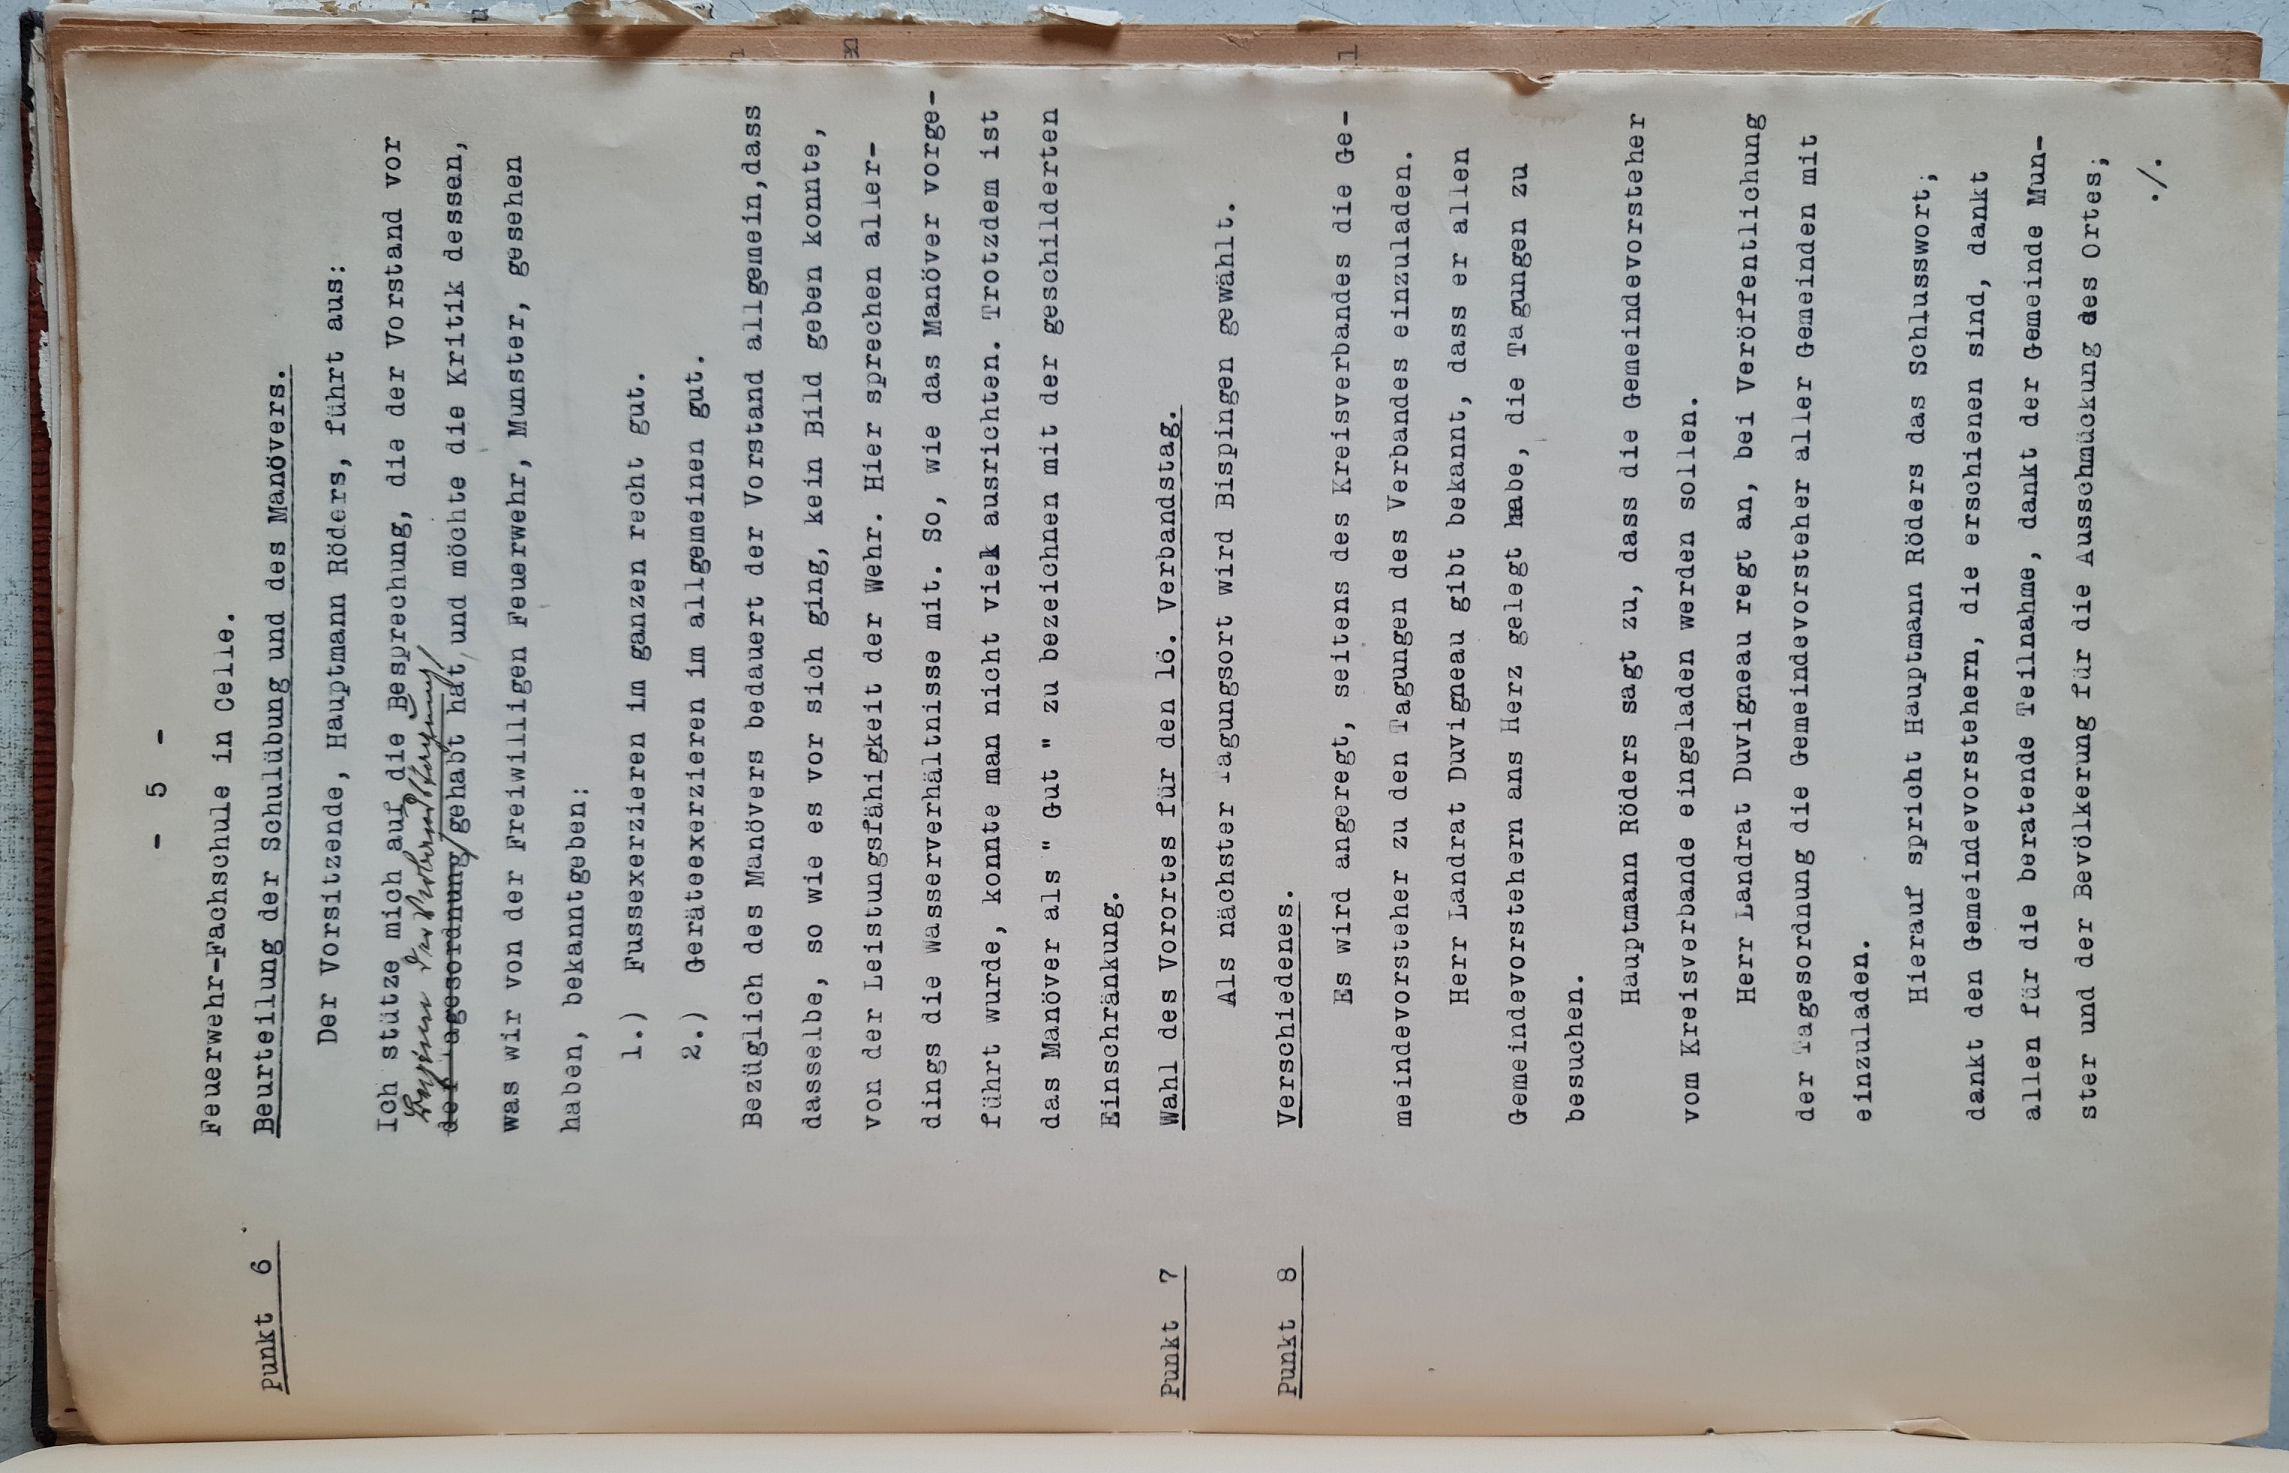 - 5 -
Feuerwehr-Fachschule in Celle.
Punkt 6 Beurteilung der Schulübung und des Manövers.
Der Vorsitzende, Hauptmann Röders, führt aus:
Ich stütze mich auf die Besprechung, die der Vorstand vor
Beginn der Verbandstagung
der Tagesordnung gehabt hat, und möchte die Kritik dessen,
was wir von der Freiwilligen Feuerwehr, Munster, gesehen
haben, bekanntgeben:
1.) Fussexerzieren im ganzen recht gut.
2.) Geräteexerzieren im allgemeinen gut.
Bezüglich des Manövers bedauert der Vorstand allgemein,dass
dasselbe, so wie es vor sich ging, kein Bild geben konnte,
von der Leistungsfähigkeit der Wehr. Hier sprechen aller-
dings die Wasserverhältnisse mit. So, wie das Manöver vorge-
führt wurde, konnte man nicht viel ausrichten. Trotzdem ist
das Manöver als " Gut " zu bezeichnen mit der geschilderten
Einschränkung.
Punkt 7 Wahl des Vorortes für den 16. Verbandstag.
Als nächster Tagungsort wird Bispingen gewählt.
Punkt 8 Verschiedenes.
Es wird angeregt, seitens des Kreisverbandes die Ge-
meindevorsteher zu den Tagungen des Verbandes einzuladen.
Herr Landrat Duvigneau gibt bekannt, dass er allen
Gemeindevorstehern ans Herz gelegt habe, die Tagungen zu
besuchen.
Hauptmann Röders sagt zu, dass die Gemeindevorsteher
vom Kreisverbande eingeladen werden sollen.
Herr Landrat Duvigneau regt an, bei Veröffentlichung
der Tagesordnung die Gemeindevorsteher aller Gemeinden mit
einzuladen.
Hierauf spricht Hauptmann Röders das Schlusswort;
dankt den Gemeindevorstehern, die erschienen sind, dankt
allen für die beratende Teilnahme, dankt der Gemeinde Mun-
ster und der Bevölkerung für die Ausschmückung des Ortes;
./.